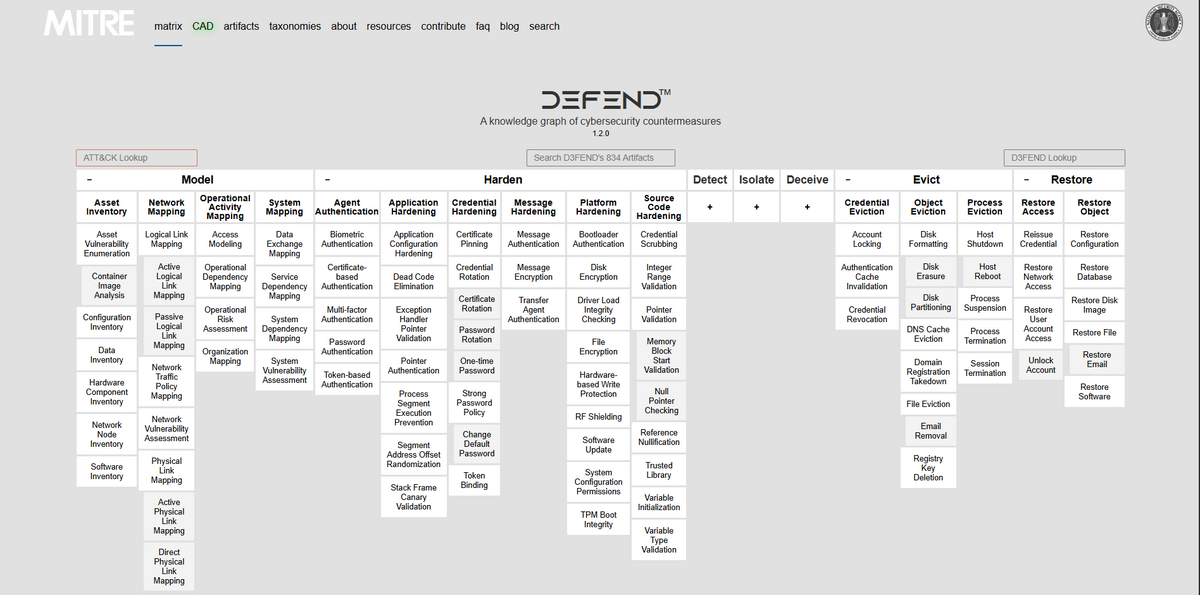 MITRE
matrix CAD artifacts taxonomies about resources contribute faq blog search
DEFEND™
A knowledge graph of cybersecurity countermeasures
1.2.0
ATT&CK Lookup
Search D3FEND's 834 Artifacts
D3FEND Lookup
– Model
– Harden
Detect
Isolate
Deceive
– Evict
– Restore
Asset
Inventory
Asset
Vulnerability
Enumeration
Container
Image
Analysis
Configuration
Inventory
Data
Inventory
Hardware
Component
Inventory
Network
Node
Inventory
Software
Inventory
Network
Mapping
Logical Link
Mapping
Active
Logical
Link
Mapping
Passive
Logical
Link
Mapping
Network
Traffic
Policy
Mapping
Network
Vulnerability
Assessment
Physical
Link
Mapping
Active
Physical
Link
Mapping
Direct
Physical
Link
Mapping
Operational
Activity
Mapping
Access
Modeling
Operational
Dependency
Mapping
Operational
Risk
Assessment
Organization
Mapping
System
Mapping
Data
Exchange
Mapping
Service
Dependency
Mapping
System
Dependency
Mapping
System
Vulnerability
Assessment
Agent
Authentication
Biometric
Authentication
Certificate-
based
Authentication
Multi-factor
Authentication
Password
Authentication
Token-based
Authentication
Application
Hardening
Application
Configuration
Hardening
Dead Code
Elimination
Exception
Handler
Pointer
Validation
Pointer
Authentication
Process
Segment
Execution
Prevention
Segment
Address Offset
Randomization
Stack Frame
Canary
Validation
Credential
Hardening
Certificate
Pinning
Credential
Rotation
Certificate
Rotation
Password
Rotation
One-time
Password
Strong
Password
Policy
Change
Default
Password
Token
Binding
Message
Hardening
Message
Authentication
Message
Encryption
Transfer
Agent
Authentication
Platform
Hardening
Bootloader
Authentication
Disk
Encryption
Driver Load
Integrity
Checking
File
Encryption
Hardware-
based Write
Protection
RF Shielding
Software
Update
System
Configuration
Permissions
TPM Boot
Integrity
Source
Code
Hardening
Credential
Scrubbing
Integer
Range
Validation
Pointer
Validation
Memory
Block
Start
Validation
Null
Pointer
Checking
Reference
Nullification
Trusted
Library
Variable
Initialization
Variable
Type
Validation
+
+
+
Credential
Eviction
Account
Locking
Authentication
Cache
Invalidation
Credential
Revocation
Object
Eviction
Disk
Formatting
Disk
Erasure
Disk
Partitioning
DNS Cache
Eviction
Domain
Registration
Takedown
File Eviction
Email
Removal
Registry
Key
Deletion
Process
Eviction
Host
Shutdown
Host
Reboot
Process
Suspension
Process
Termination
Session
Termination
Restore
Access
Reissue
Credential
Restore
Network
Access
Restore
User
Account
Access
Unlock
Account
Restore
Object
Restore
Configuration
Restore
Database
Restore Disk
Image
Restore File
Restore
Email
Restore
Software